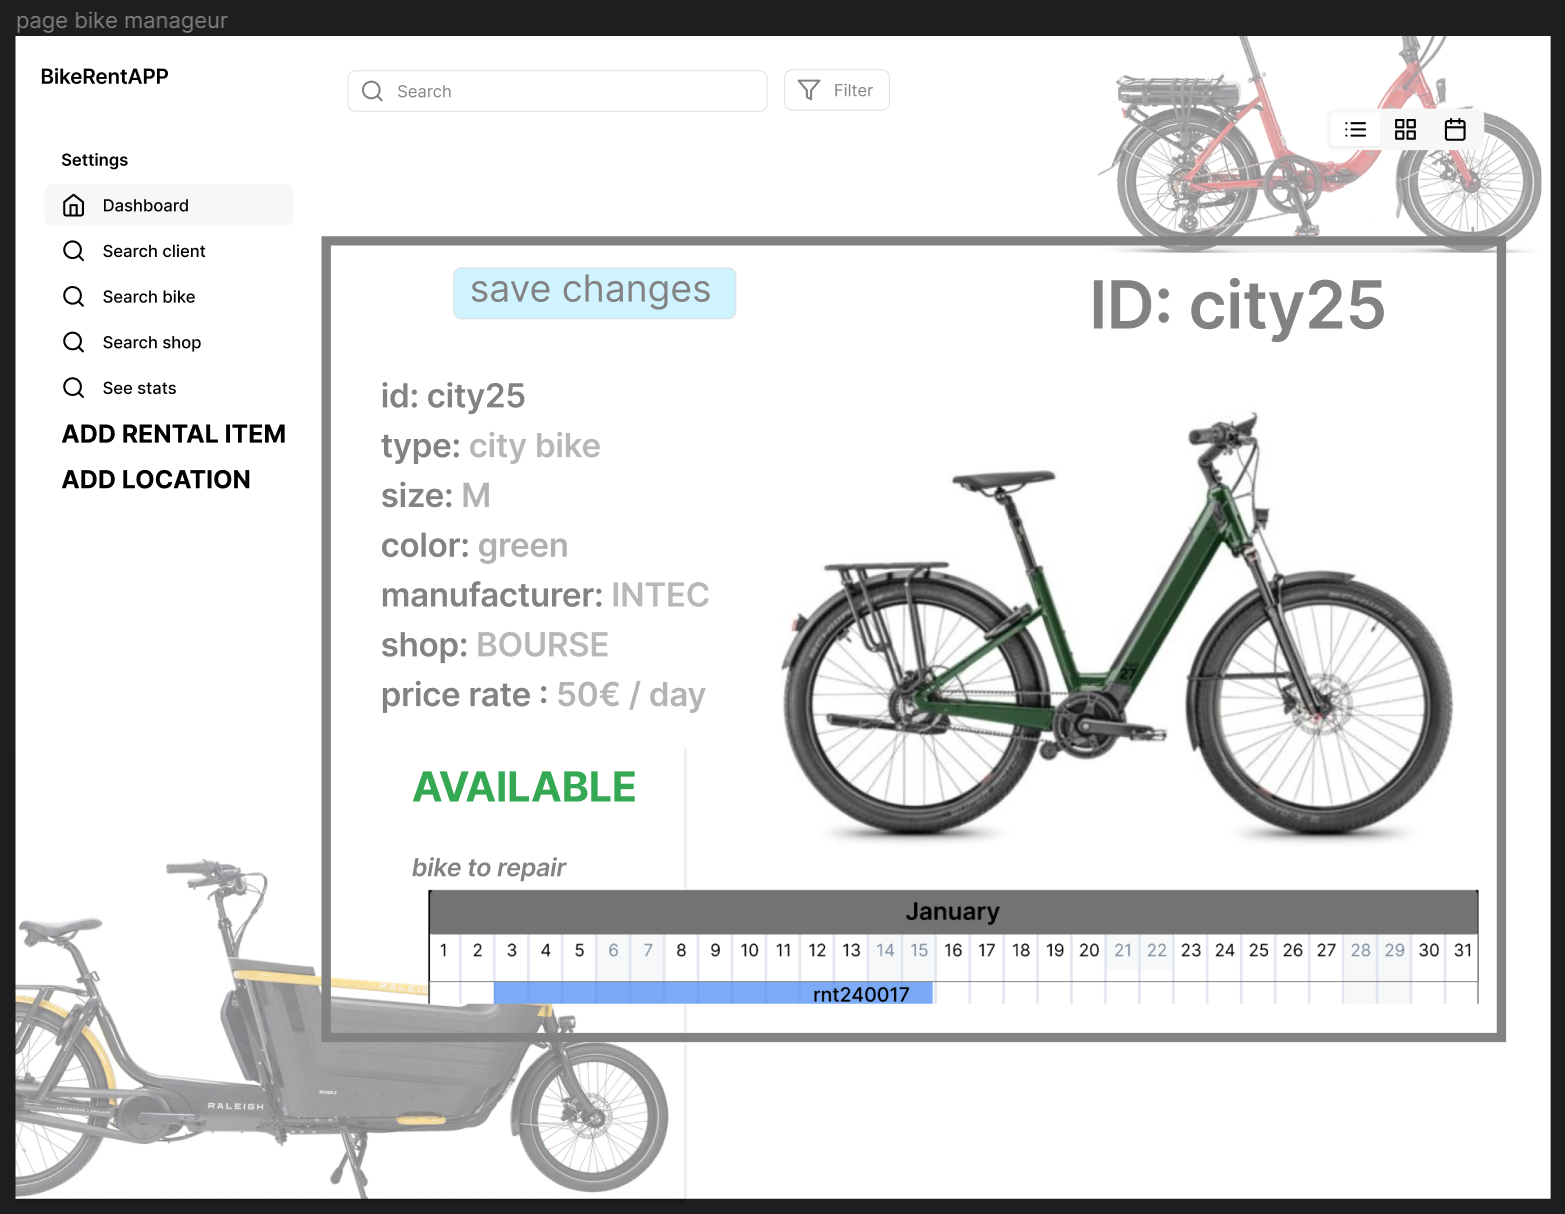 page bike manageur
BikeRentAPP
Search
Filter
Settings
Dashboard
Search client
Search bike
Search shop
See stats
ADD RENTAL ITEM
ADD LOCATION
save changes
ID: city25
id: city25
type: city bike
size: M
color: green
manufacturer: INTEC
shop: BOURSE
price rate : 50€ / day
27
AVAILABLE
bike to repair
January
1 2 3 4 5 6 7 8 9 10 11 12 13 14 15 16 17 18 19 20 21 22 23 24 25 26 27 28 29 30 31
rnt240017
RALEIGH